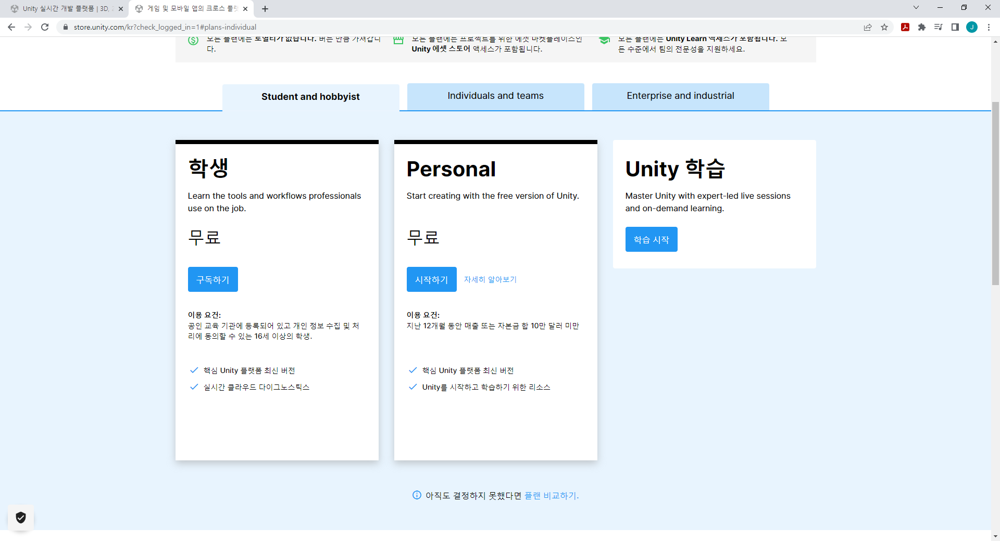 Unity 실시간 개발 플랫폼 | 3D, 2
게임 및 모바일 앱의 크로스 플랫
store.unity.com/kr?check_logged_in=1#plans-individual
J
모든 플랜에는 로열티가 없습니다. 버는 만큼 가져갑니
다.
모든 플랜에는 프로젝트를 위한 에셋 마켓플레이스인
Unity 에셋 스토어 액세스가 포함됩니다.
모든 플랜에는 Unity Learn 액세스가 포함됩니다. 모
든 수준에서 팀의 전문성을 지원하세요.
Student and hobbyist
Individuals and teams
Enterprise and industrial
학생
Learn the tools and workflows professionals
use on the job.
무료
구독하기
이용 요건:
공인 교육 기관에 등록되어 있고 개인 정보 수집 및 처
리에 동의할 수 있는 16세 이상의 학생.
핵심 Unity 플랫폼 최신 버전
실시간 클라우드 다이그노스틱스
Personal
Start creating with the free version of Unity.
무료
시작하기
자세히 알아보기
이용 요건:
지난 12개월 동안 매출 또는 자본금 합 10만 달러 미만
핵심 Unity 플랫폼 최신 버전
Unity를 시작하고 학습하기 위한 리소스
Unity 학습
Master Unity with expert-led live sessions
and on-demand learning.
학습 시작
아직도 결정하지 못했다면 플랜 비교하기.